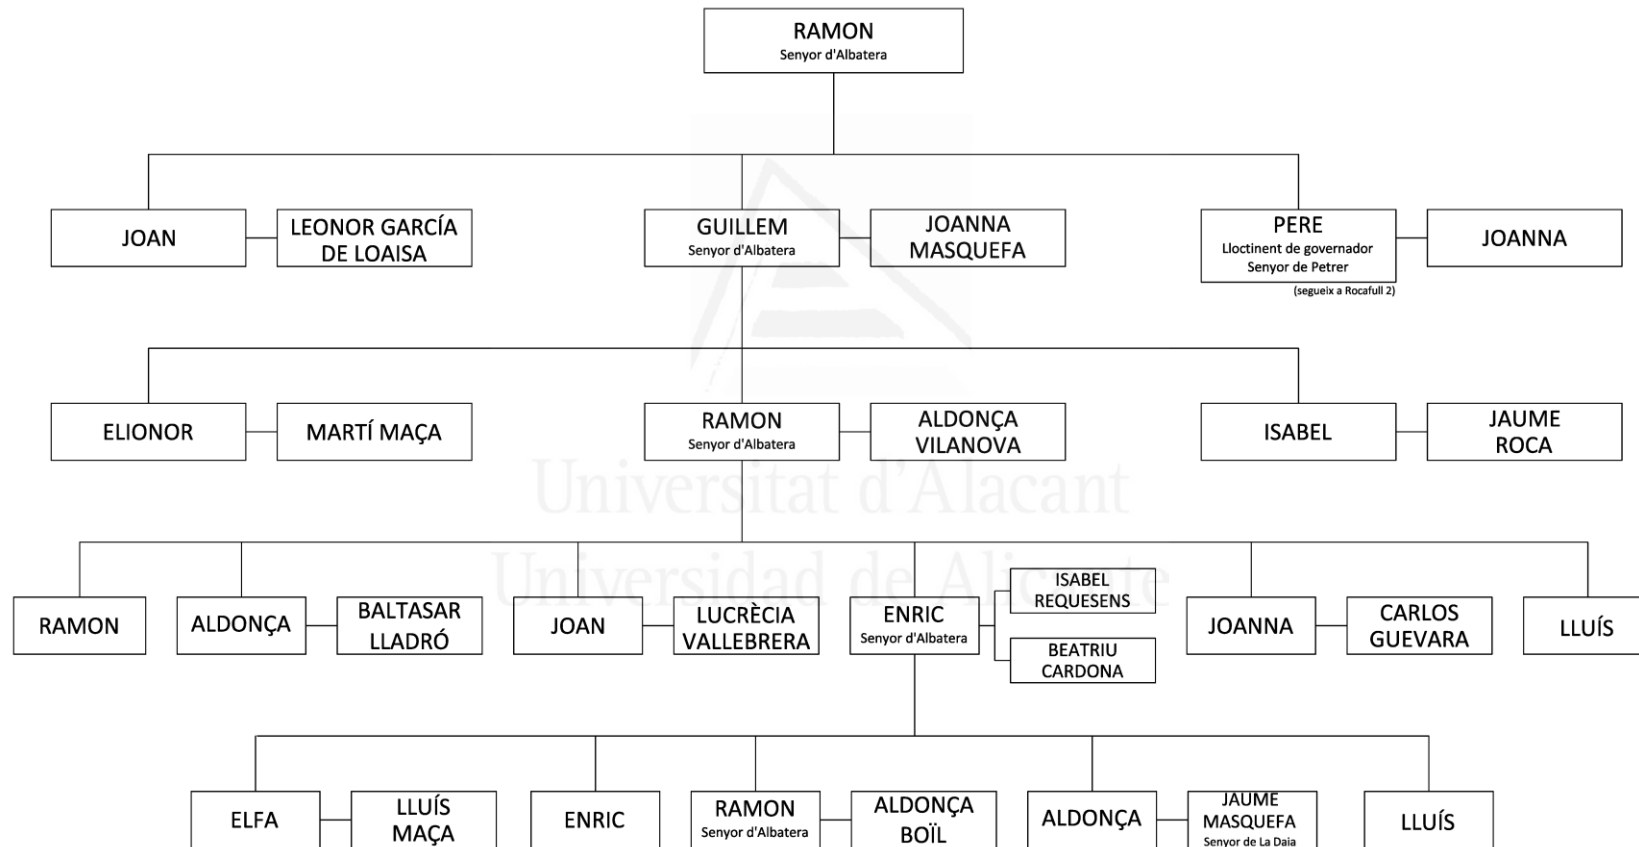 RAMON
Senyor d'Albatera
JOAN
LEONOR GARCÍA
DE LOAISA
GUILLEM
Senyor d'Albatera
JOANNA
MASQUEFA
PERE
Lloctinent de governador
Senyor de Petrer
(segueix a Rocafull 2)
JOANNA
ELIONOR
MARTÍ MAÇA
RAMON
Senyor d'Albatera
ALDONÇA
VILANOVA
ISABEL
JAUME
ROCA
Universitat d'Alacant
Universidad de Alicante
RAMON
ALDONÇA
BALTASAR
LLADRÓ
JOAN
LUCRÈCIA
VALLEBRERA
ENRIC
Senyor d'Albatera
ISABEL
REQUESENS
BEATRIU
CARDONA
JOANNA
CARLOS
GUEVARA
LLUÍS
ELFA
LLUÍS
MAÇA
ENRIC
RAMON
Senyor d'Albatera
ALDONÇA
BOÏL
ALDONÇA
JAUME
MASQUEFA
Senyor de La Daia
LLUÍS